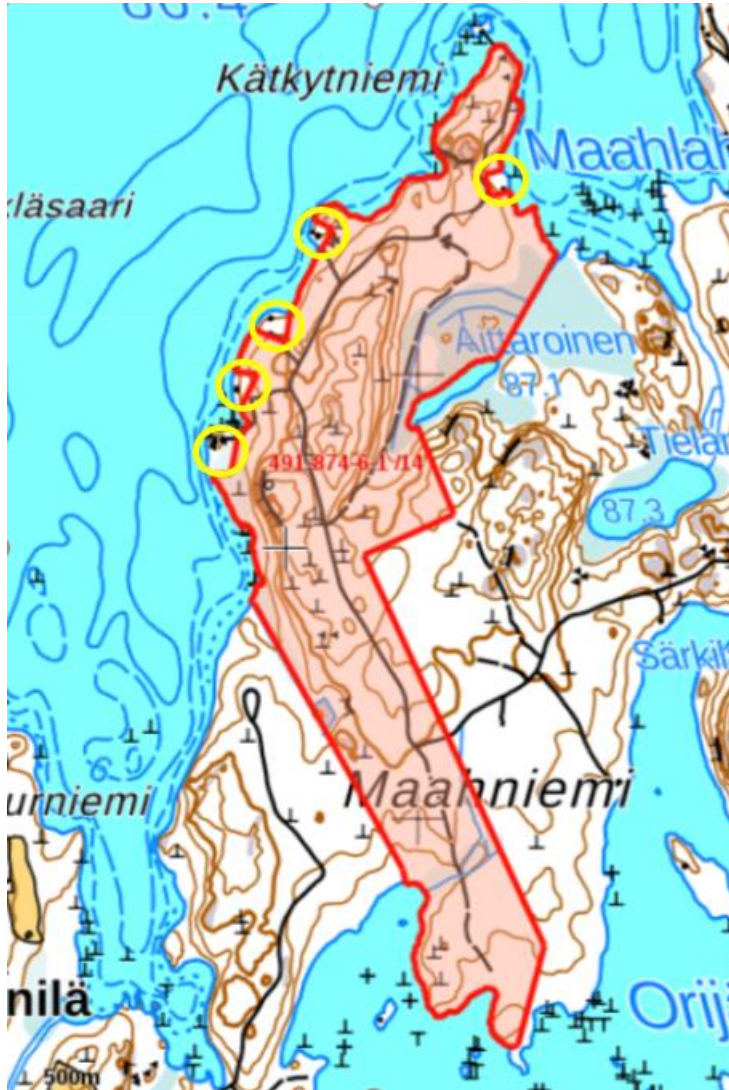 Kätkytniemi
Maahlah
läsaari
Aittaroinen
87.1
Tielän
491-874-6-1 /14
87.3
Särkil
urniemi
Maahniemi
nilä
Orij
500m